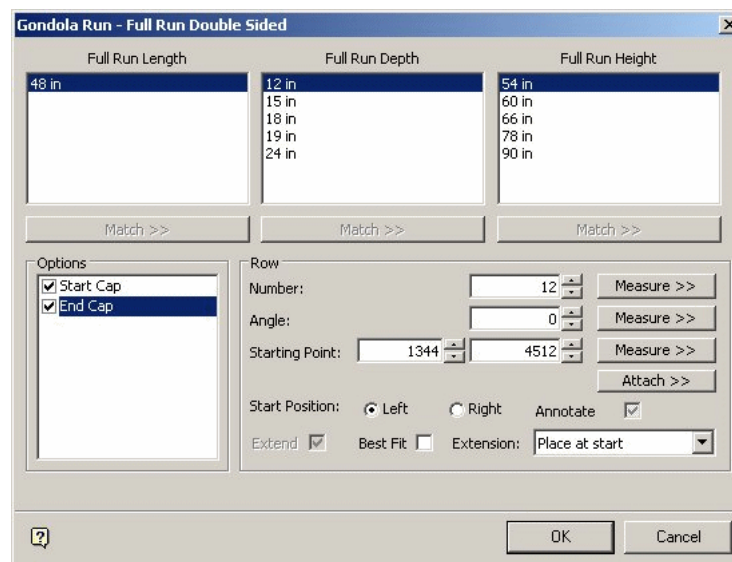 Gondola Run - Full Run Double Sided
Full Run Length
48 in
Match >>
Full Run Depth
12 in
15 in
18 in
19 in
24 in
Match >>
Full Run Height
54 in
60 in
66 in
78 in
90 in
Match >>
Options
Start Cap
End Cap
Row
Number: 12 Measure >>
Angle: 0 Measure >>
Starting Point: 1344 4512 Measure >>
Attach >>
Start Position: Left Right Annotate
Extend Best Fit Extension: Place at start
?
OK Cancel